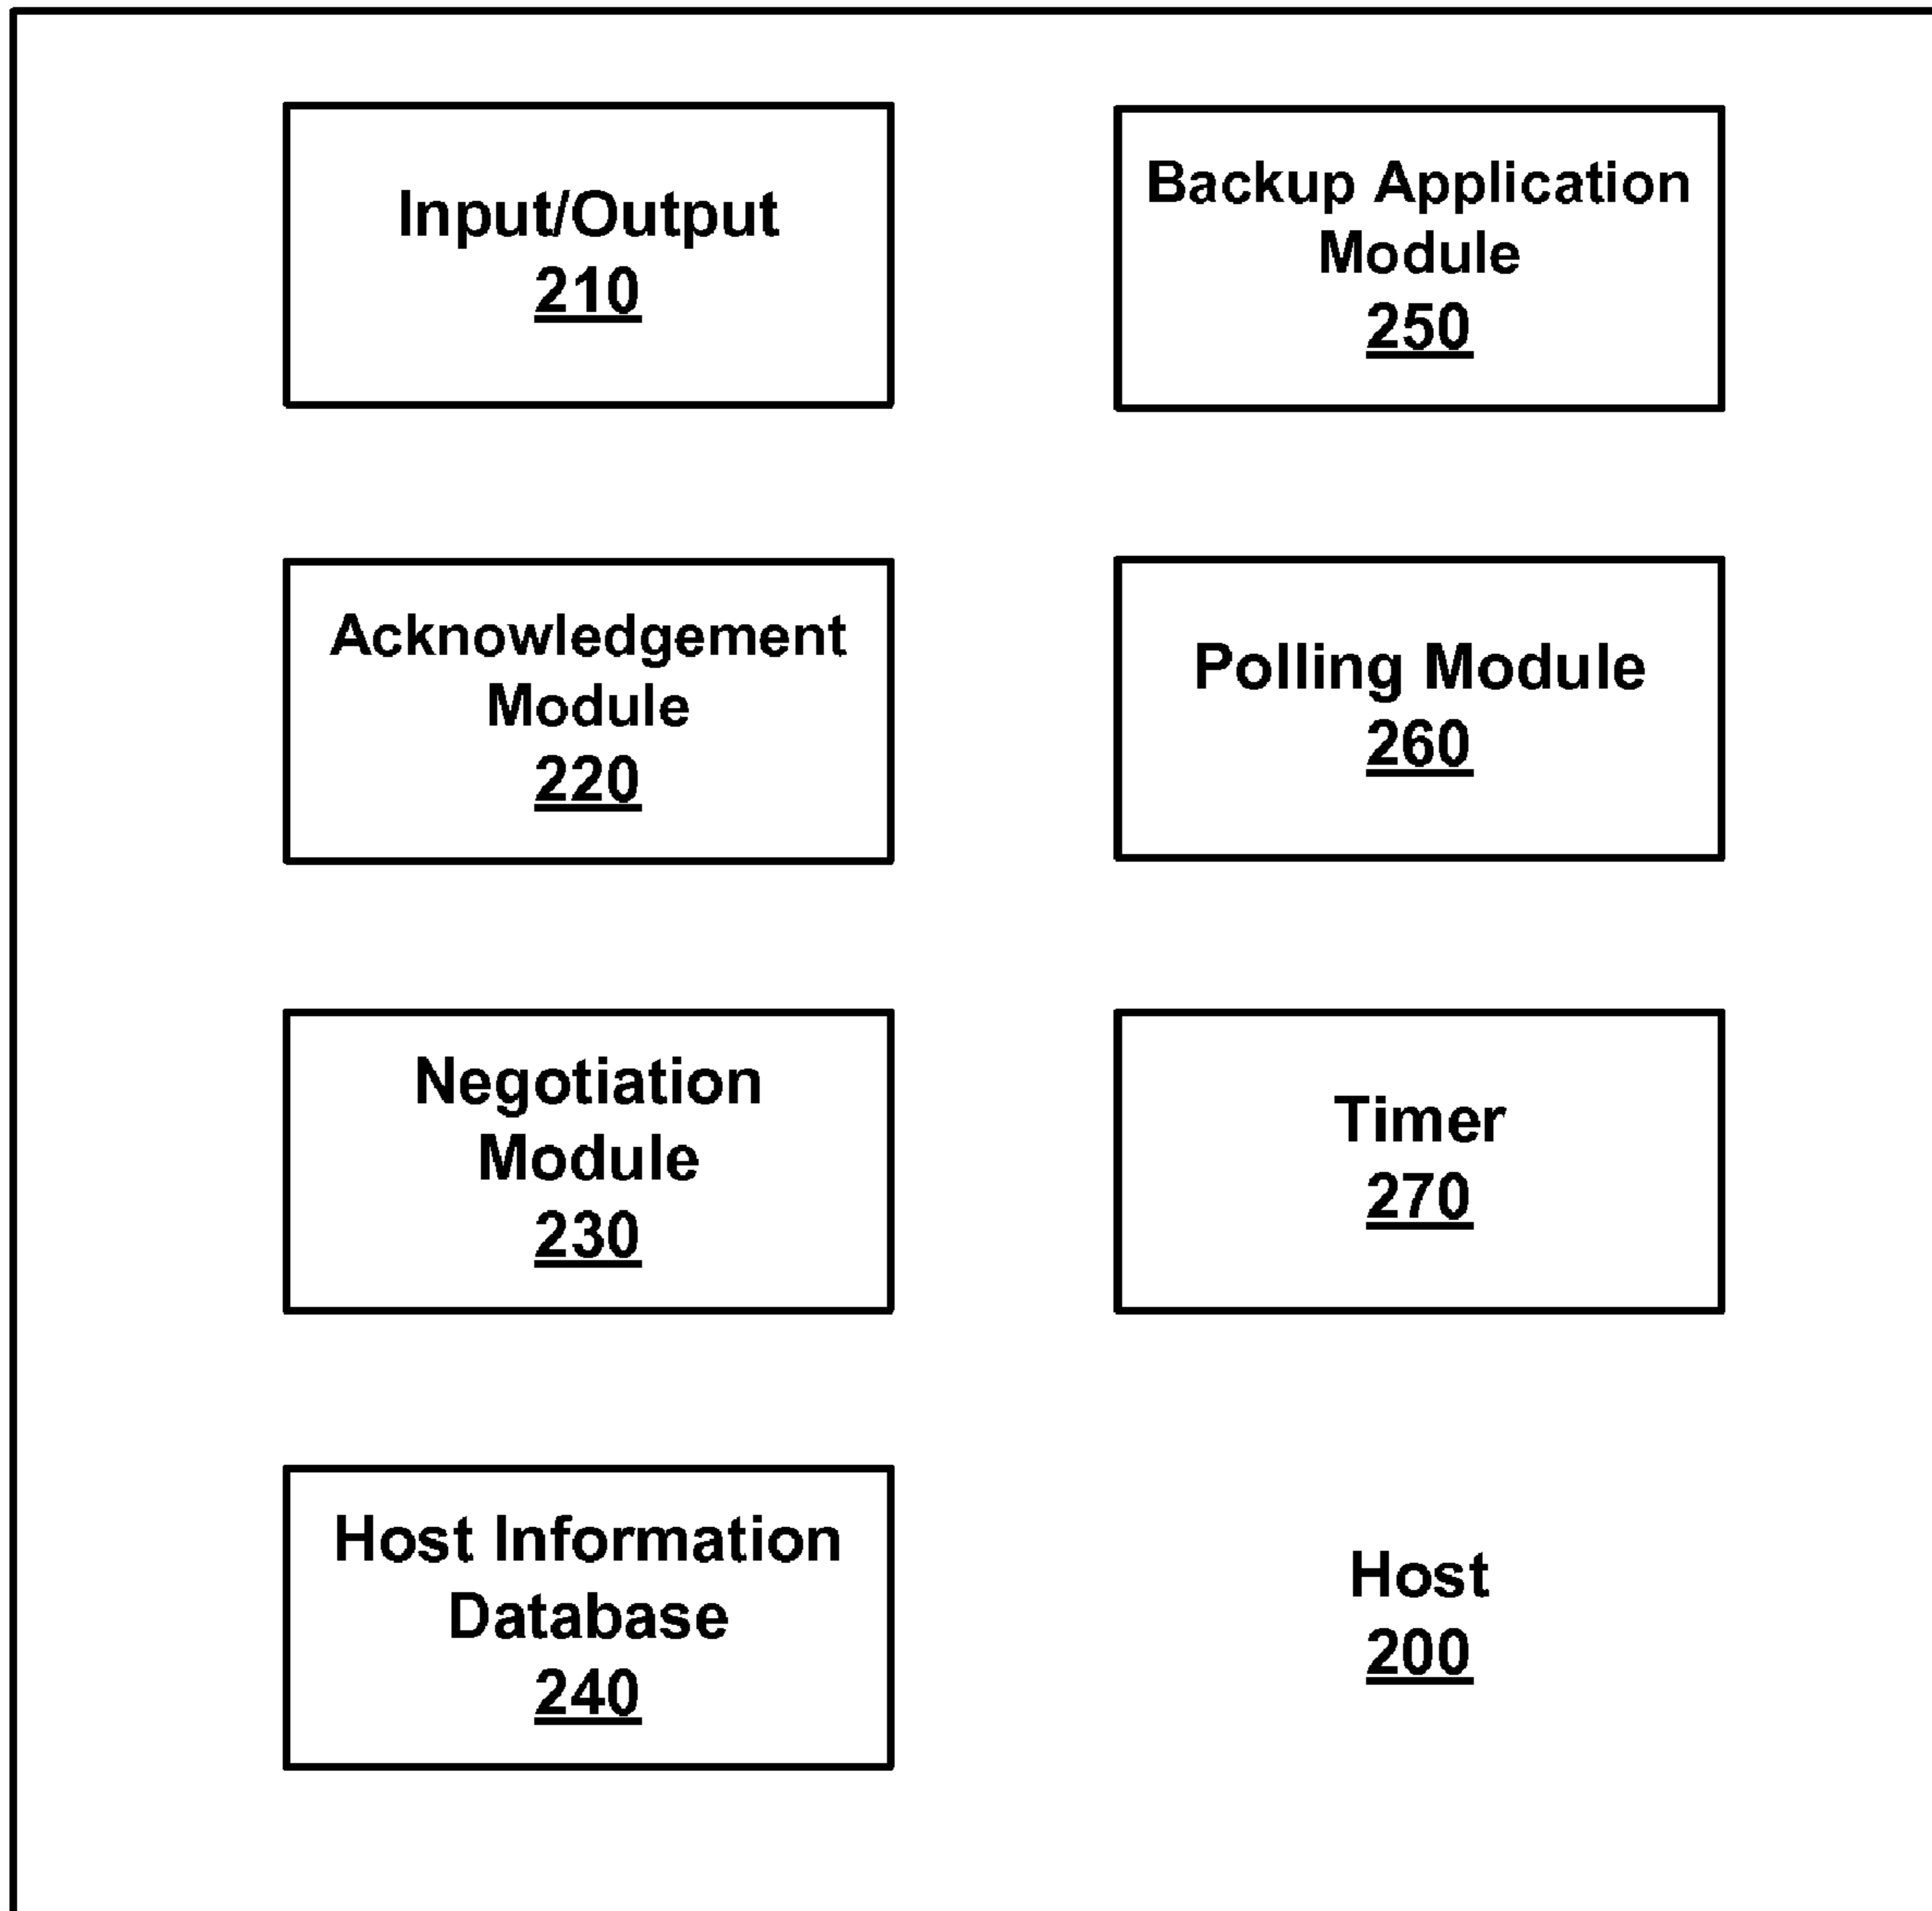 Input/Output
210
Backup Application
Module
250
Acknowledgement
Module
220
Polling Module
260
Negotiation
Module
230
Timer
270
Host Information
Database
240
Host
200